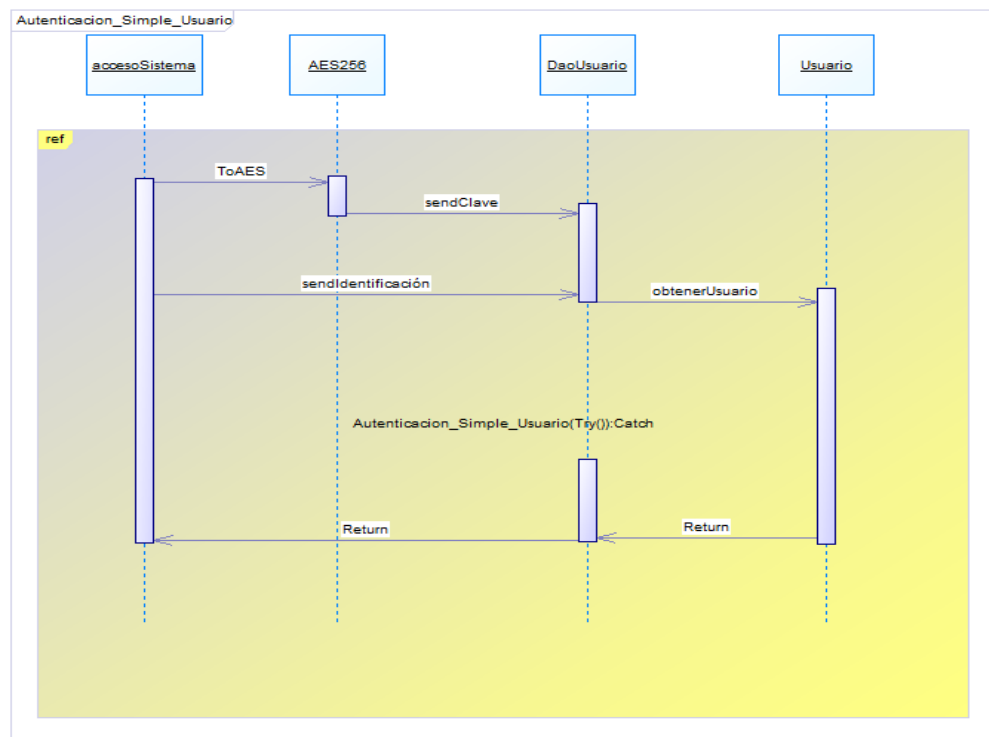 Autenticacion_Simple_Usuario
accesoSistema
AES256
DaoUsuario
Usuario
ref
ToAES
sendClave
sendIdentificación
obtenerUsuario
Autenticacion_Simple_Usuario(Try()):Catch
Return
Return